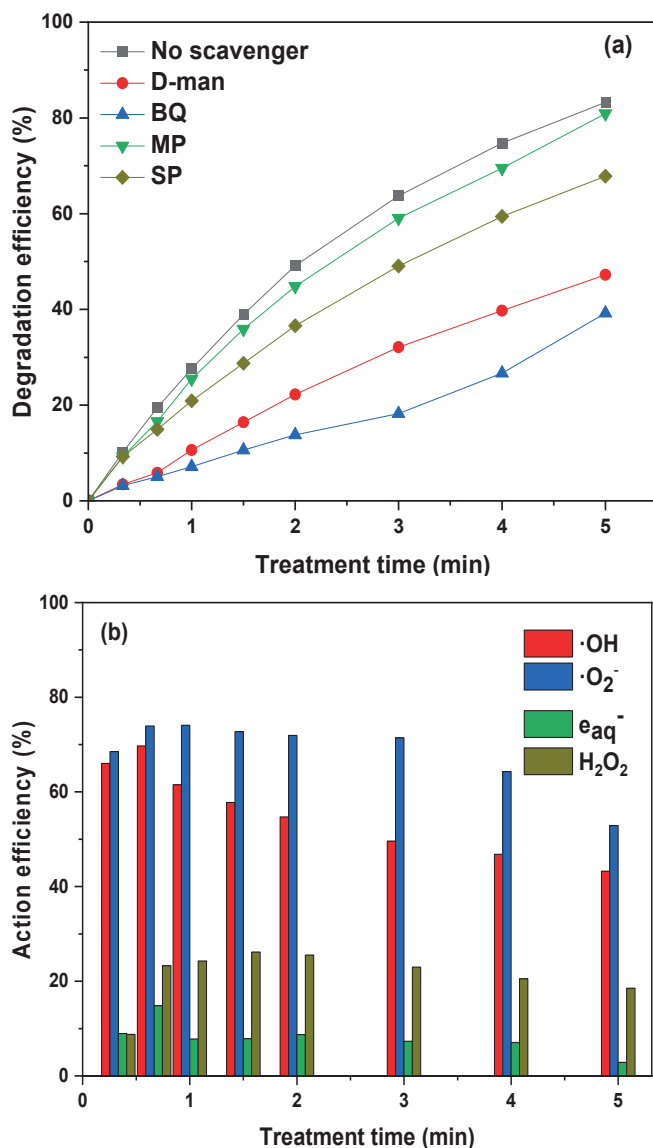 100
80
60
40
20
0
Degradation efficiency (%)
No scavenger
D-man
BQ
MP
SP
(a)
0 1 2 3 4 5
Treatment time (min)
100
80
60
40
20
0
Action efficiency (%)
(b)
·OH
·O₂⁻
eaq⁻
H₂O₂
0 1 2 3 4 5
Treatment time (min)